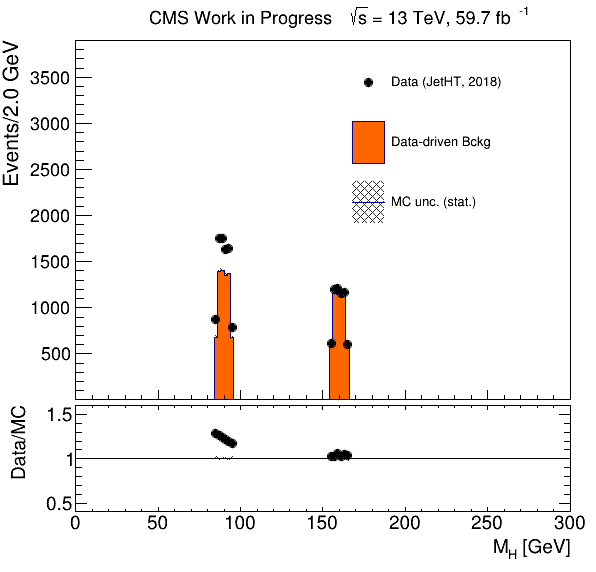 CMS Work in Progress √s = 13 TeV, 59.7 fb⁻¹
Events/2.0 GeV
3500
3000
2500
2000
1500
1000
500
Data (JetHT, 2018)
Data-driven Bckg
MC unc. (stat.)
Data/MC
1.5
1
0.5
0 50 100 150 200 250 300
M_H [GeV]